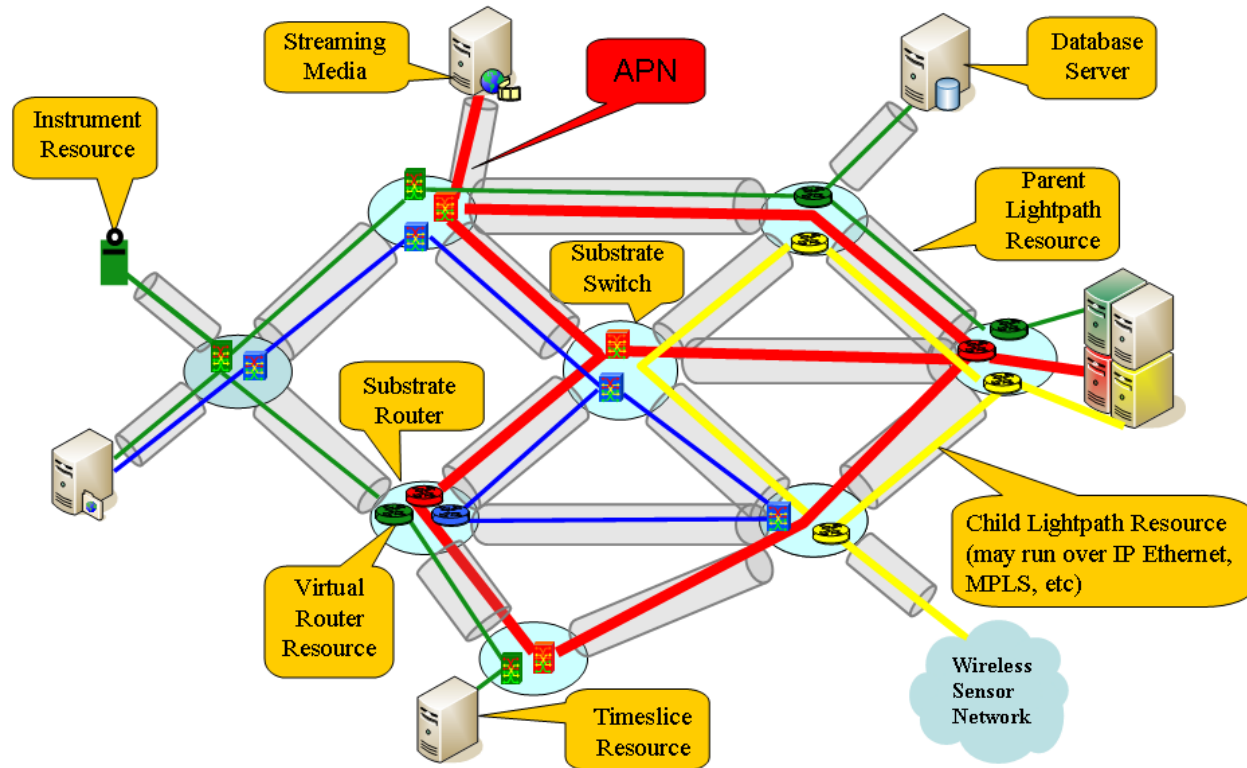 Streaming
Media
APN
Database
Server
Instrument
Resource
Parent
Lightpath
Resource
Substrate
Switch
Substrate
Router
Child Lightpath Resource
(may run over IP Ethernet,
MPLS, etc)
Virtual
Router
Resource
Wireless
Sensor
Network
Timeslice
Resource